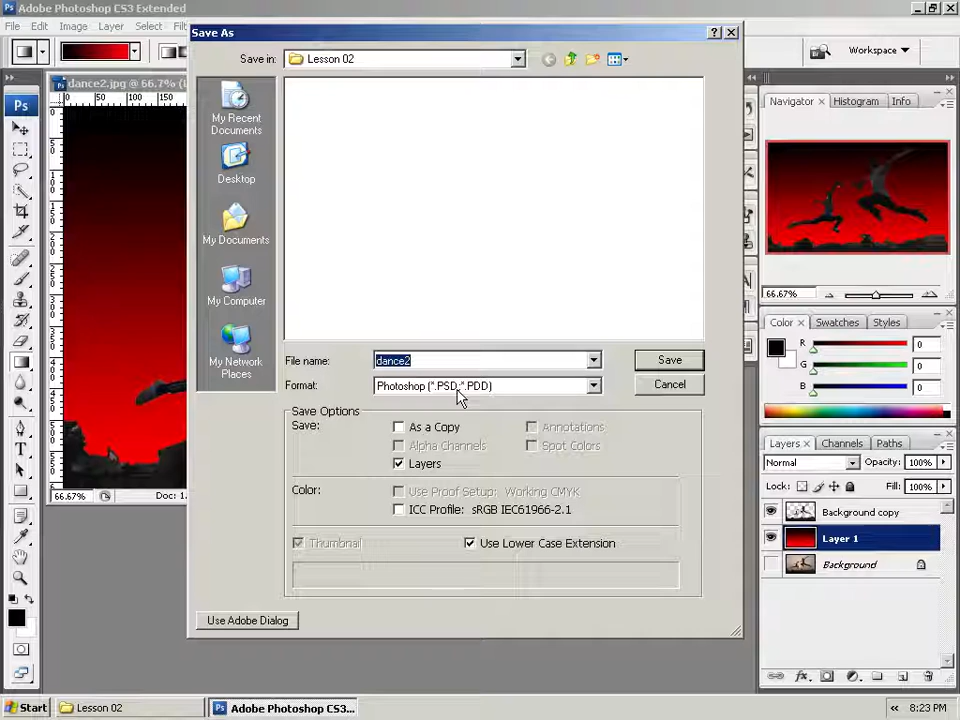 Adobe Photoshop CS3 Extended
File Edit Image Layer Select
Workspace
dance2.jpg @ 66.7%
0 50 100 150
Ps
Save As
Save in: Lesson 02
My Recent
Documents
Desktop
My Documents
My Computer
My Network
Places
File name: dance2
Save
Format: Photoshop (*.PSD;*.PDD)
Cancel
Save Options
Save:
As a Copy
Annotations
Alpha Channels
Spot Colors
Layers
Color:
Use Proof Setup: Working CMYK
ICC Profile: sRGB IEC61966-2.1
Thumbnail
Use Lower Case Extension
Use Adobe Dialog
Navigator × Histogram Info
66.67%
Color × Swatches Styles
R 0
G 0
B 0
Layers × Channels Paths
Normal Opacity: 100%
Lock: Fill: 100%
Background copy
Layer 1
Background
66.67% Doc: 1.
Start
Lesson 02
Adobe Photoshop CS3...
8:23 PM